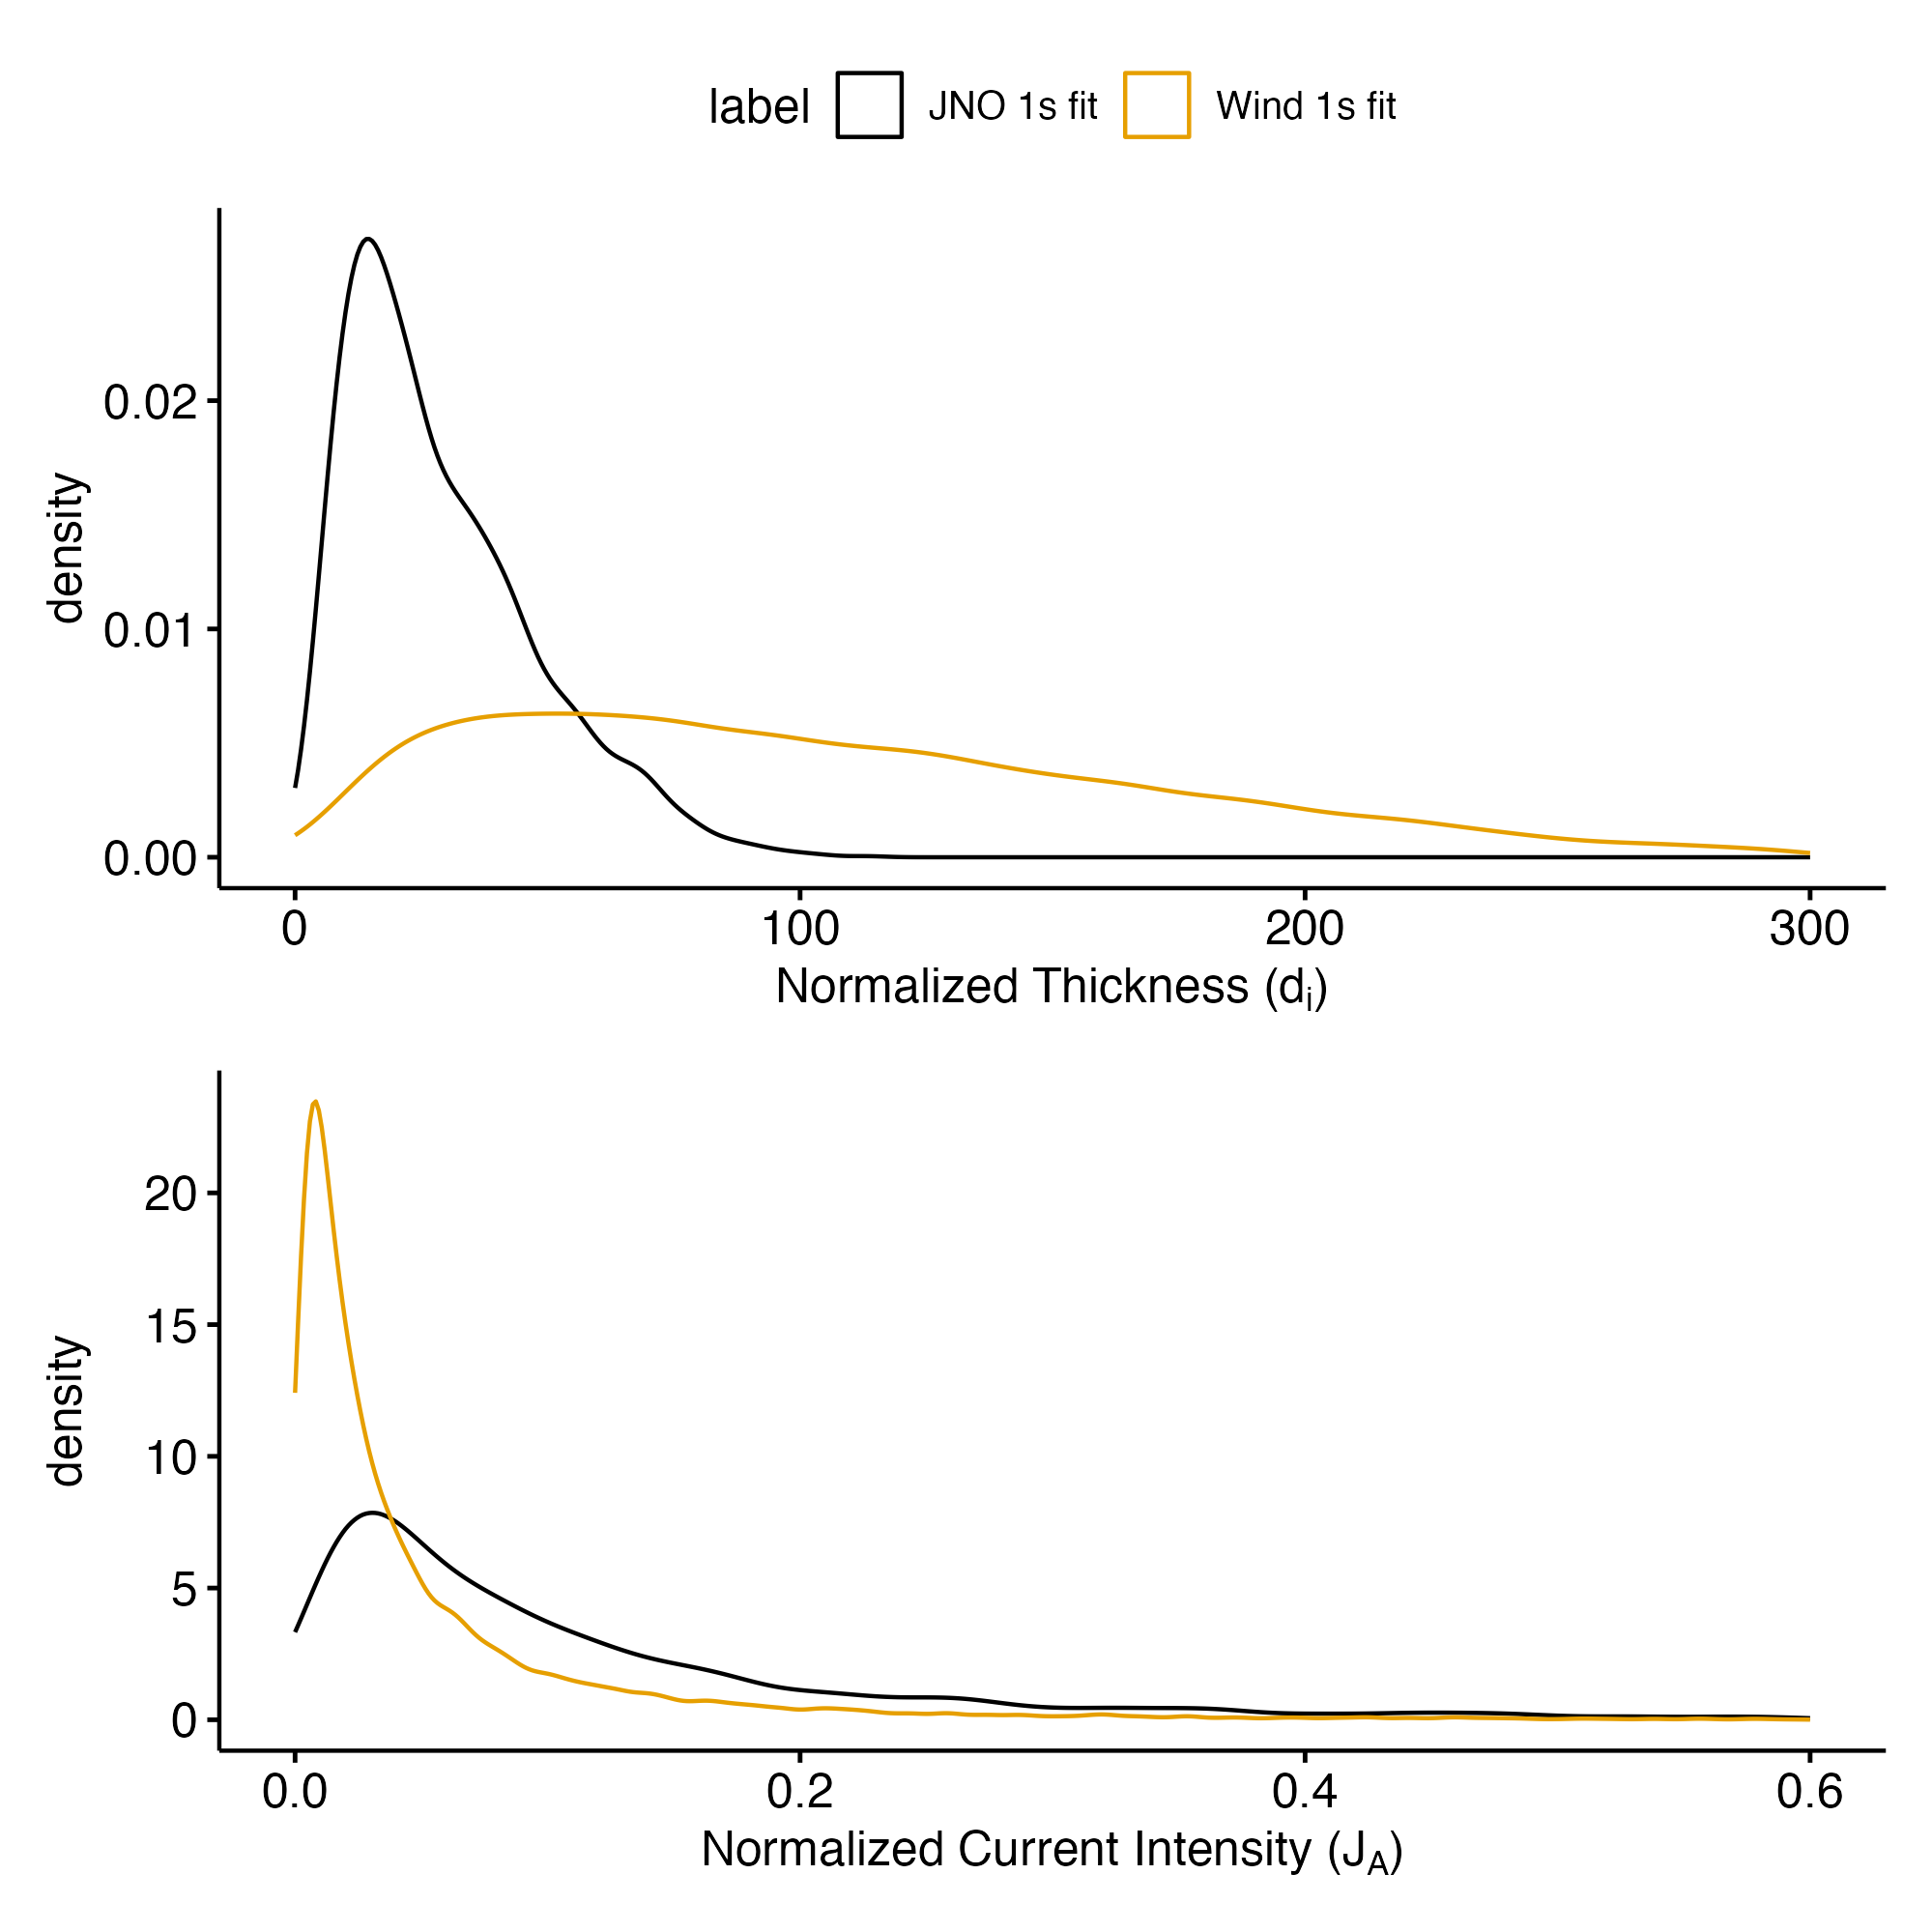 label JNO 1s fit Wind 1s fit
0.02
0.01
0.00
density
0 100 200 300
Normalized Thickness (dᵢ)
20
15
10
5
0
density
0.0 0.2 0.4 0.6
Normalized Current Intensity (J_A)